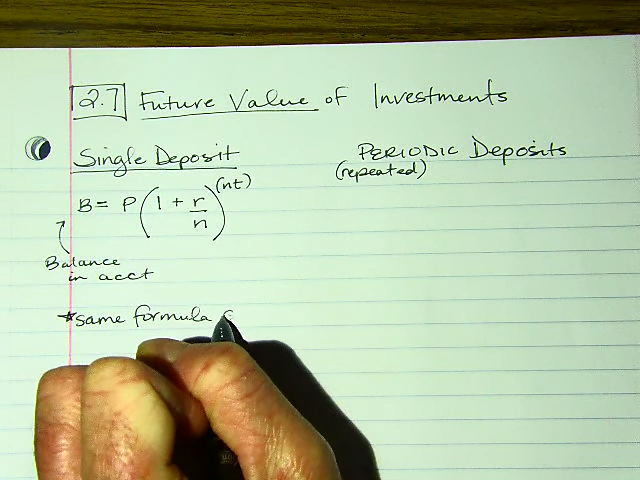 2.7 Future Value of Investments
Single Deposit
PERIODIC Deposits
(repeated)
B = P(1 + r/n)^(nt)
Balance
in acct
*same formula